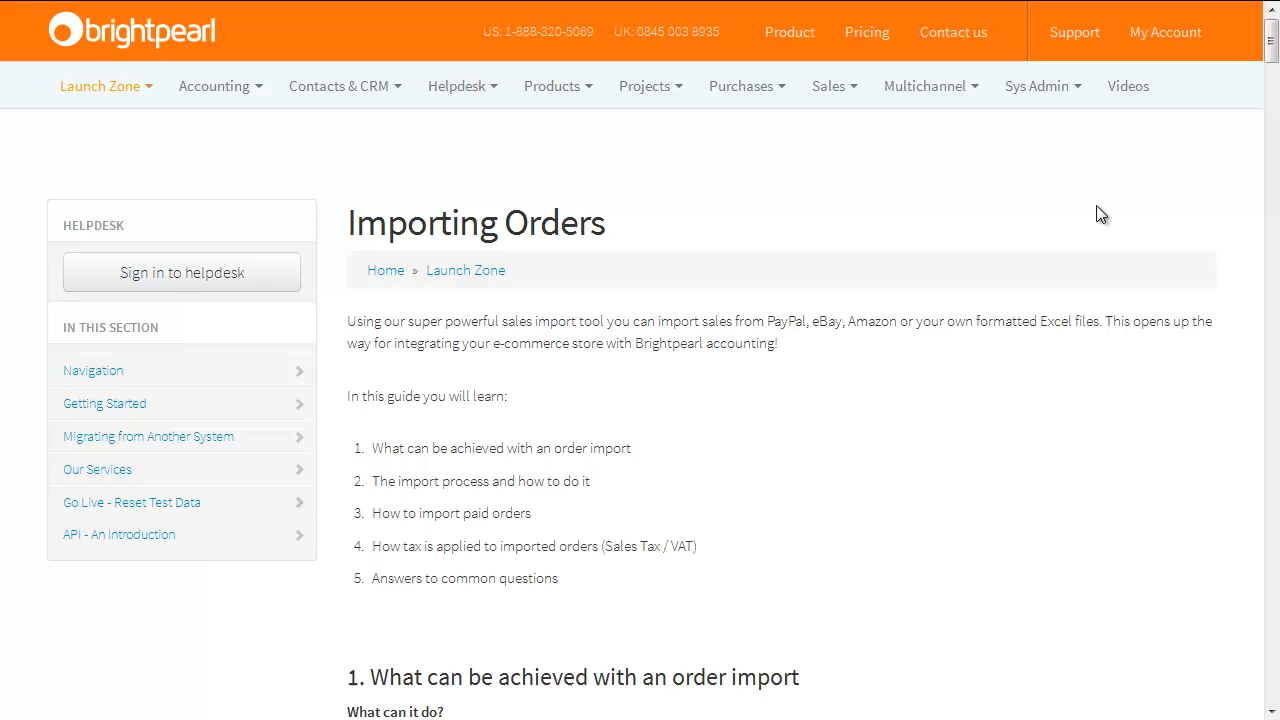 brightpearl
US: 1-888-320-5069 UK: 0845 003 8935 Product Pricing Contact us Support My Account
Launch Zone Accounting Contacts & CRM Helpdesk Products Projects Purchases Sales Multichannel Sys Admin Videos
HELPDESK
Sign in to helpdesk
IN THIS SECTION
Navigation
Getting Started
Migrating from Another System
Our Services
Go Live - Reset Test Data
API - An Introduction
Importing Orders
Home » Launch Zone
Using our super powerful sales import tool you can import sales from PayPal, eBay, Amazon or your own formatted Excel files. This opens up the
way for integrating your e-commerce store with Brightpearl accounting!
In this guide you will learn:
1. What can be achieved with an order import
2. The import process and how to do it
3. How to import paid orders
4. How tax is applied to imported orders (Sales Tax / VAT)
5. Answers to common questions
1. What can be achieved with an order import
What can it do?